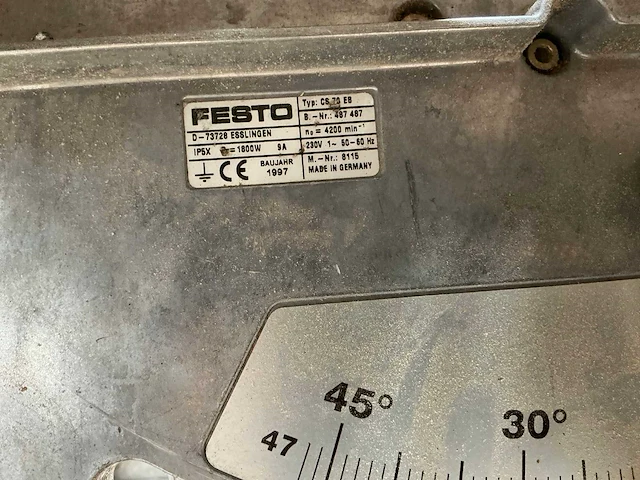 FESTO
D-73728 ESSLINGEN
IP5X =1800W 9A
CE BAUJAHR
1997
Typ: CS 70 EB
B.-Nr.: 487 487
n₀ = 4200 min⁻¹
230V 1~ 50-60 Hz
M.-Nr.: 8115
MADE IN GERMANY
45°
30°
47